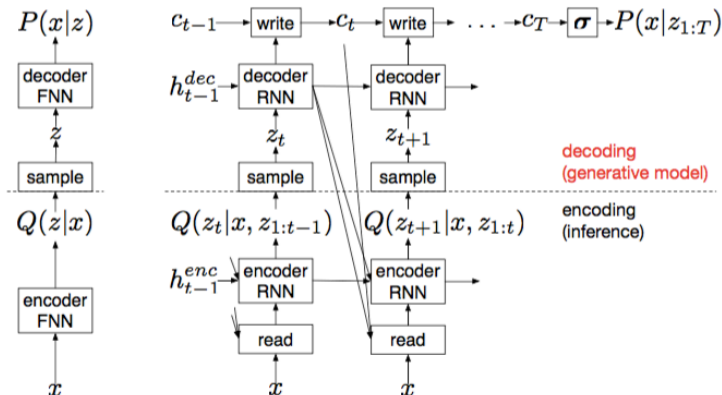 P(x|z)
decoder
FNN
z
sample
Q(z|x)
encoder
FNN
x
c_{t-1} write c_t write ... c_T σ P(x|z_{1:T})
h_{t-1}^{dec} decoder RNN decoder RNN
z_t z_{t+1}
sample sample
decoding
(generative model)
Q(z_t|x, z_{1:t-1}) Q(z_{t+1}|x, z_{1:t})
encoding
(inference)
h_{t-1}^{enc} encoder RNN encoder RNN
read read
x x